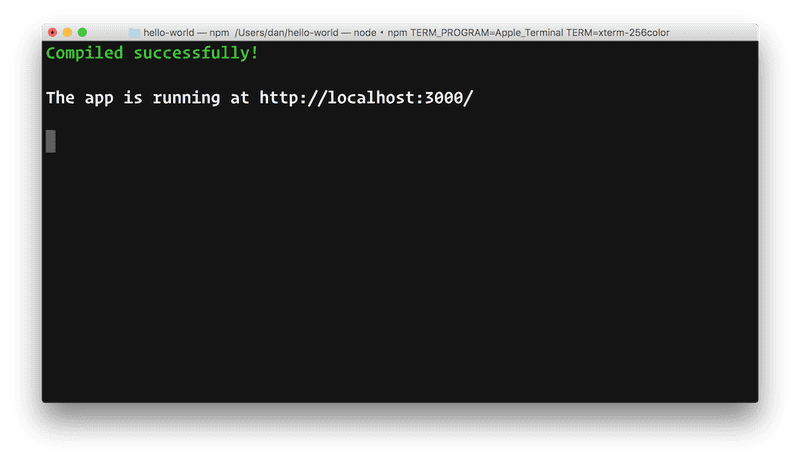 hello-world — npm /Users/dan/hello-world — node • npm TERM_PROGRAM=Apple_Terminal TERM=xterm-256color
Compiled successfully!
The app is running at http://localhost:3000/